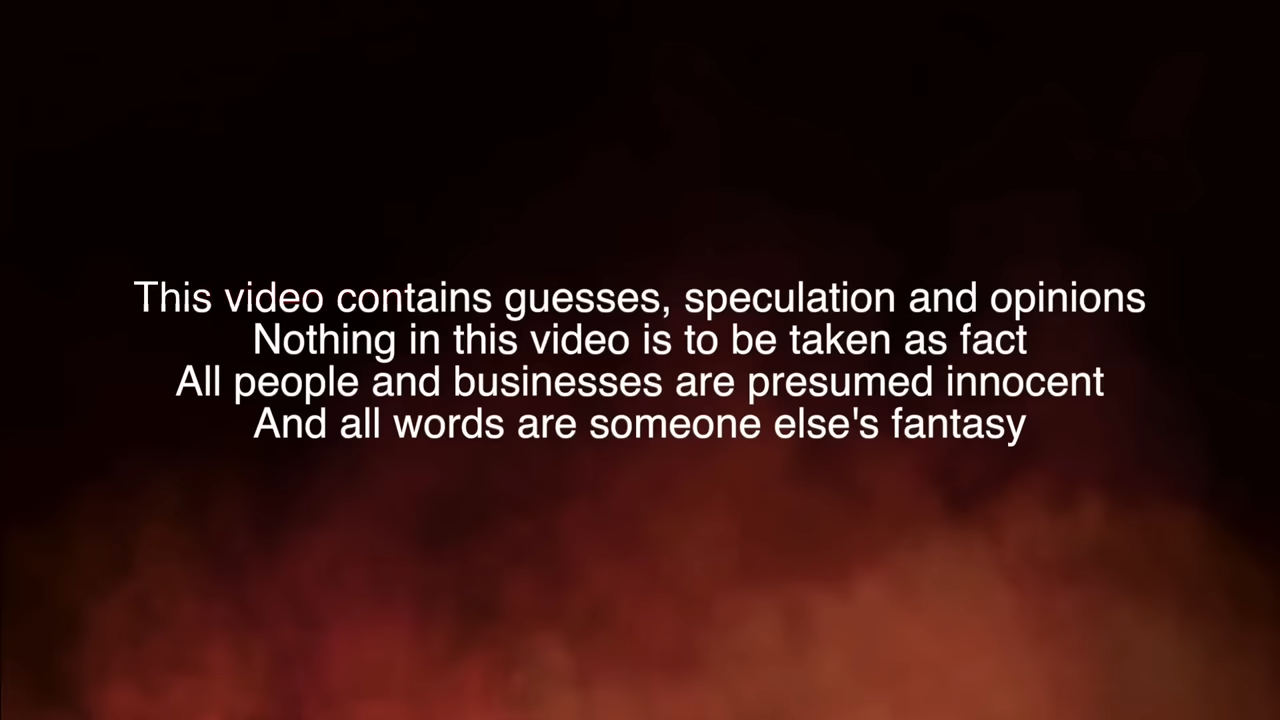 This video contains guesses, speculation and opinions
Nothing in this video is to be taken as fact
All people and businesses are presumed innocent
And all words are someone else's fantasy